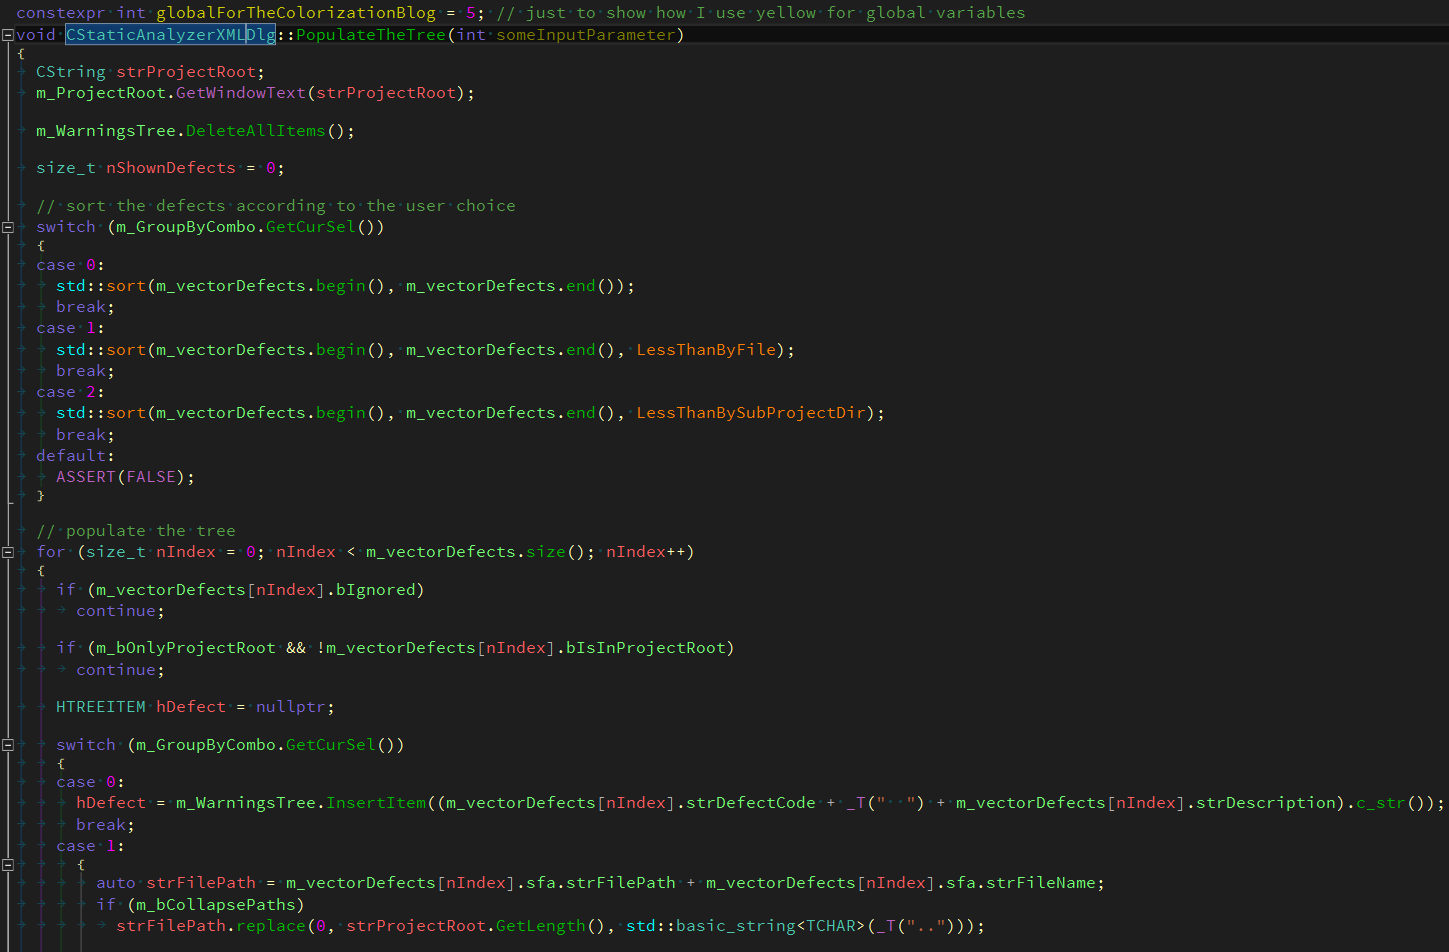 constexpr int globalForTheColorizationBlog = 5; // just to show how I use yellow for global variables
void CStaticAnalyzerXMLDlg::PopulateTheTree(int someInputParameter)
{
CString strProjectRoot;
m_ProjectRoot.GetWindowText(strProjectRoot);
m_WarningsTree.DeleteAllItems();
size_t nShownDefects = 0;
// sort the defects according to the user choice
switch (m_GroupByCombo.GetCurSel())
{
case 0:
std::sort(m_vectorDefects.begin(), m_vectorDefects.end());
break;
case 1:
std::sort(m_vectorDefects.begin(), m_vectorDefects.end(), LessThanByFile);
break;
case 2:
std::sort(m_vectorDefects.begin(), m_vectorDefects.end(), LessThanBySubProjectDir);
break;
default:
ASSERT(FALSE);
}
// populate the tree
for (size_t nIndex = 0; nIndex < m_vectorDefects.size(); nIndex++)
{
if (m_vectorDefects[nIndex].bIgnored)
continue;
if (m_bOnlyProjectRoot && !m_vectorDefects[nIndex].bIsInProjectRoot)
continue;
HTREEITEM hDefect = nullptr;
switch (m_GroupByCombo.GetCurSel())
{
case 0:
hDefect = m_WarningsTree.InsertItem((m_vectorDefects[nIndex].strDefectCode + _T("  ") + m_vectorDefects[nIndex].strDescription).c_str());
break;
case 1:
{
auto strFilePath = m_vectorDefects[nIndex].sfa.strFilePath + m_vectorDefects[nIndex].sfa.strFileName;
if (m_bCollapsePaths)
strFilePath.replace(0, strProjectRoot.GetLength(), std::basic_string<TCHAR>(_T("..")));